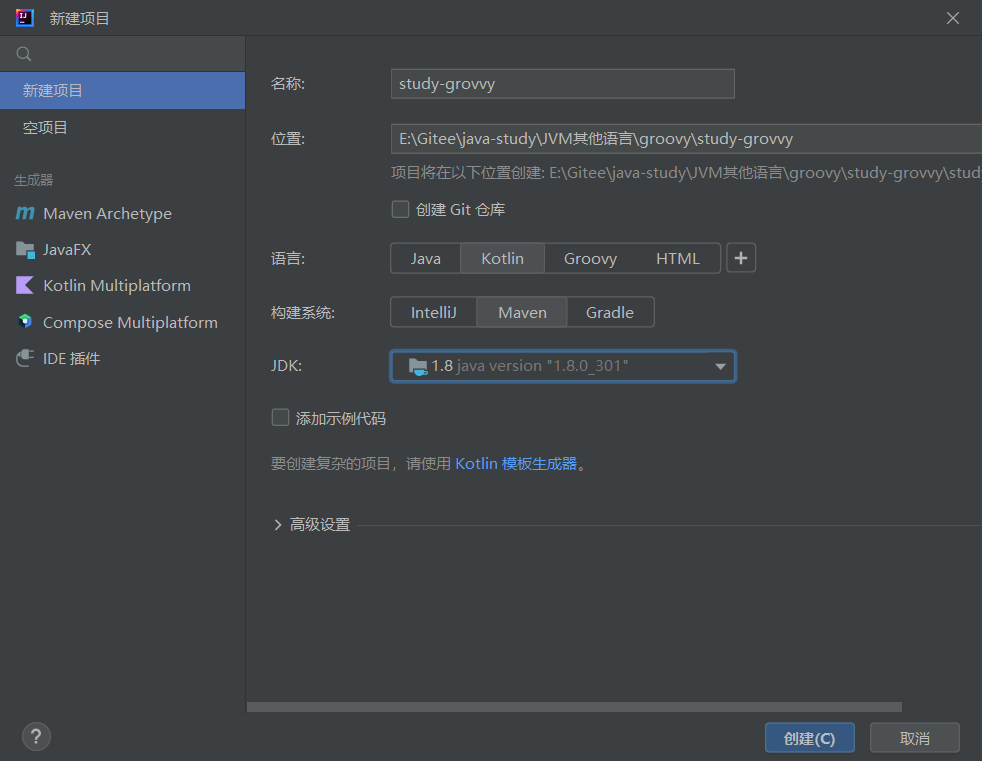 新建项目
新建项目
空项目
生成器
Maven Archetype
JavaFX
Kotlin Multiplatform
Compose Multiplatform
IDE 插件
名称:
study-grovvy
位置:
E:\Gitee\java-study\JVM其他语言\groovy\study-grovvy
项目将在以下位置创建: E:\Gitee\java-study\JVM其他语言\groovy\study-grovvy\stud
创建 Git 仓库
语言:
Java Kotlin Groovy HTML +
构建系统:
IntelliJ Maven Gradle
JDK:
1.8 java version "1.8.0_301"
添加示例代码
要创建复杂的项目，请使用 Kotlin 模板生成器。
高级设置
?
创建(C) 取消